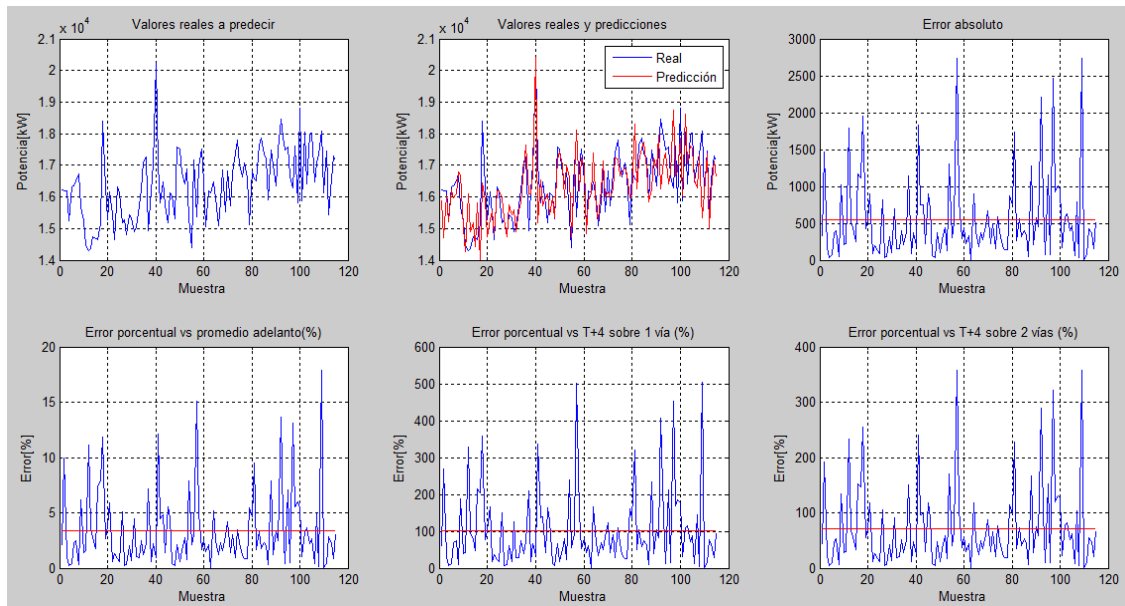 Valores reales a predecir
x 10^4
2.1
2
1.9
1.8
1.7
1.6
1.5
1.4
Potencia[kW]
0 20 40 60 80 100 120
Muestra
Valores reales y predicciones
x 10^4
2.1
2
1.9
1.8
1.7
1.6
1.5
1.4
Potencia[kW]
Real
Predicción
0 20 40 60 80 100 120
Muestra
Error absoluto
3000
2500
2000
1500
1000
500
0
Potencia[kW]
0 20 40 60 80 100 120
Muestra
Error porcentual vs promedio adelanto(%)
20
15
10
5
0
Error[%]
0 20 40 60 80 100 120
Muestra
Error porcentual vs T+4 sobre 1 vía (%)
600
500
400
300
200
100
0
Error[%]
0 20 40 60 80 100 120
Muestra
Error porcentual vs T+4 sobre 2 vías (%)
400
300
200
100
0
Error[%]
0 20 40 60 80 100 120
Muestra